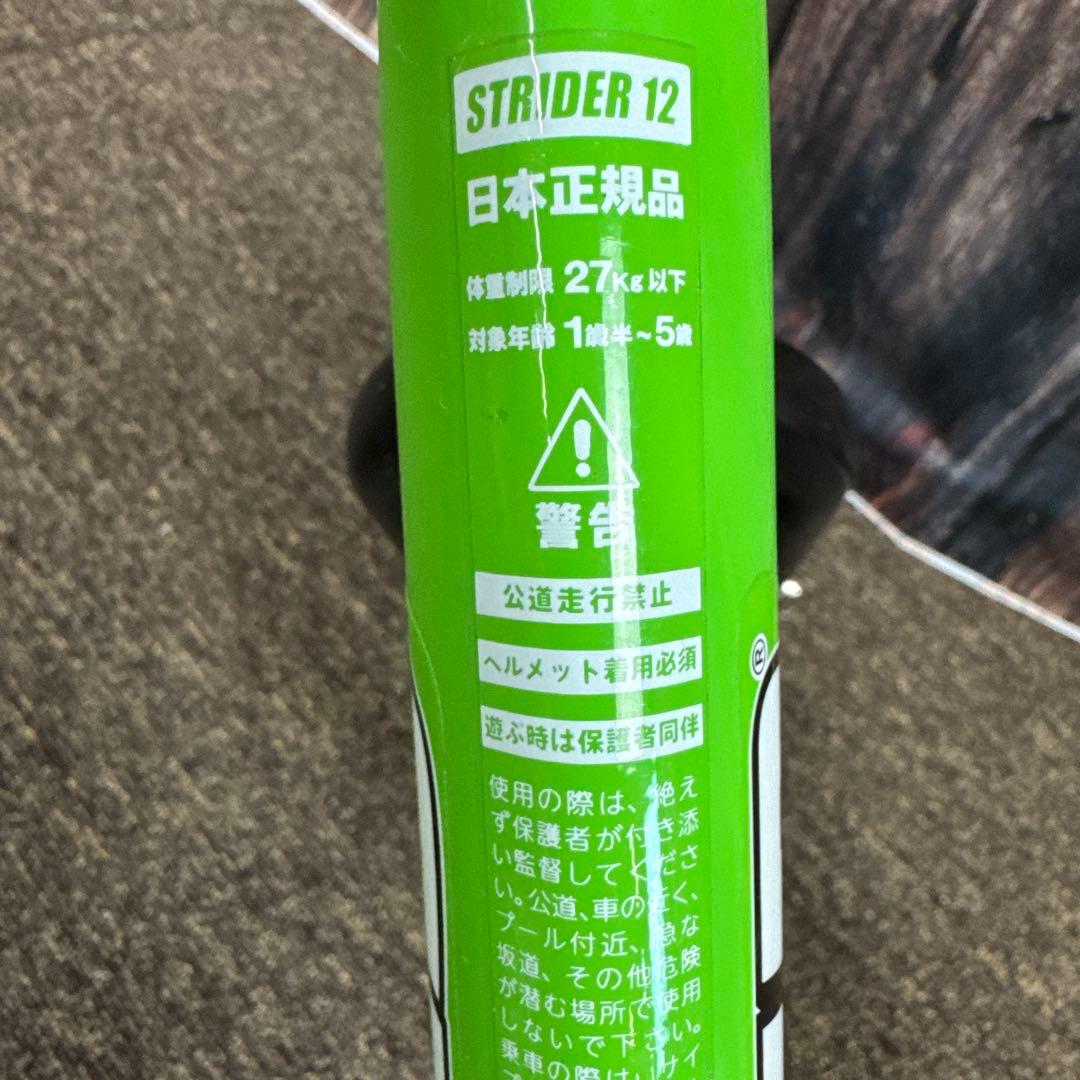 STRIDER 12
日本正規品
体重制限 27Kg以下
対象年齢 1歳半~5歳
警告
公道走行禁止
ヘルメット着用必須
遊ぶ時は保護者同伴
使用の際は、絶え
ず保護者が付き添
い監督してくださ
い。公道、車の近く、
プール付近、急な
坂道、その他危険
が潜む場所で使用
しないで下さい。
乗車の際は
®